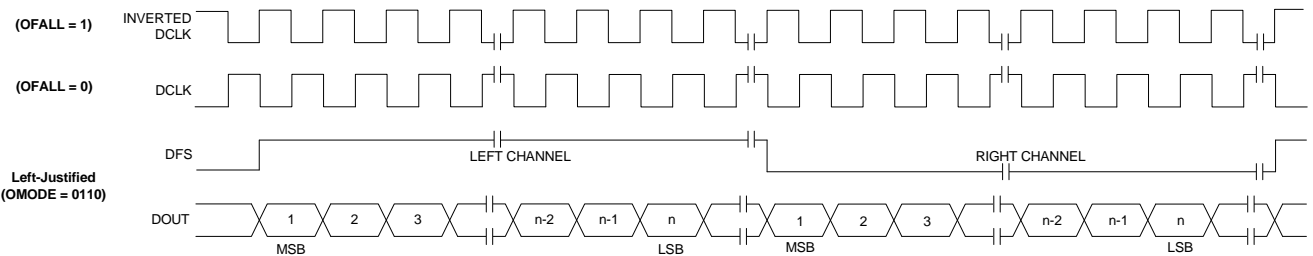 (OFALL = 1)
INVERTED
DCLK
(OFALL = 0)
DCLK
DFS
LEFT CHANNEL
RIGHT CHANNEL
Left-Justified
(OMODE = 0110)
DOUT
1 2 3 n-2 n-1 n 1 2 3 n-2 n-1 n
MSB LSB MSB LSB